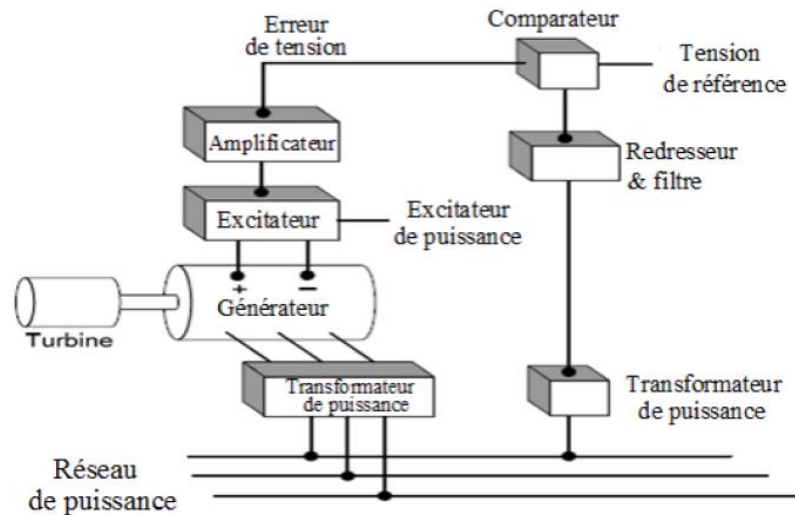 Comparateur
Erreur
de tension
Tension
de référence
Amplificateur
Redresseur
& filtre
Excitateur
Excitateur
de puissance
+ −
Générateur
Turbine
Transformateur
de puissance
Transformateur
de puissance
Réseau
de puissance